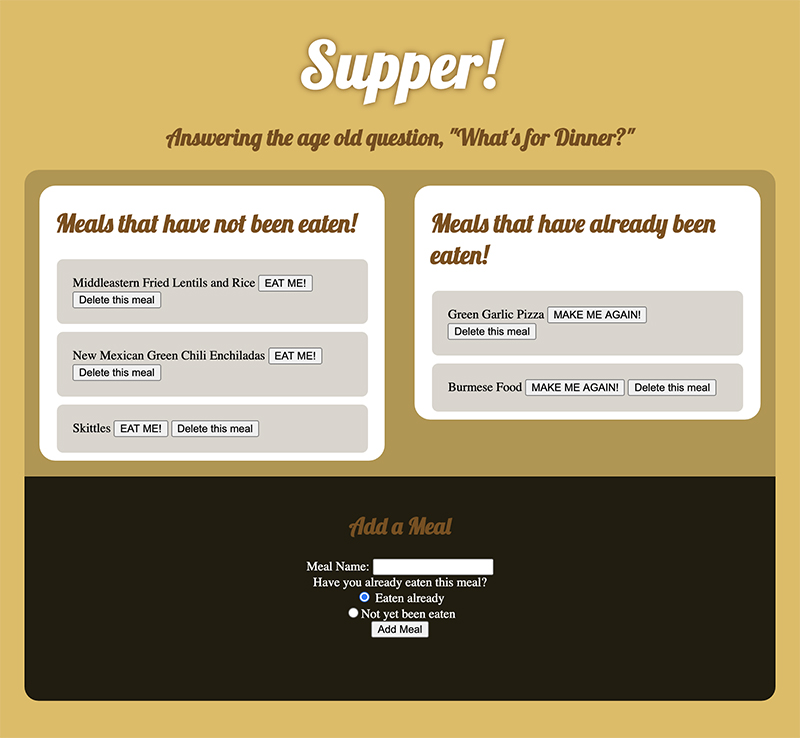 Supper!
Answering the age old question, "What's for Dinner?"
Meals that have not been eaten!
Middleastern Fried Lentils and Rice EAT ME!
Delete this meal
New Mexican Green Chili Enchiladas EAT ME!
Delete this meal
Skittles EAT ME! Delete this meal
Meals that have already been
eaten!
Green Garlic Pizza MAKE ME AGAIN!
Delete this meal
Burmese Food MAKE ME AGAIN! Delete this meal
Add a Meal
Meal Name:
Have you already eaten this meal?
Eaten already
Not yet been eaten
Add Meal